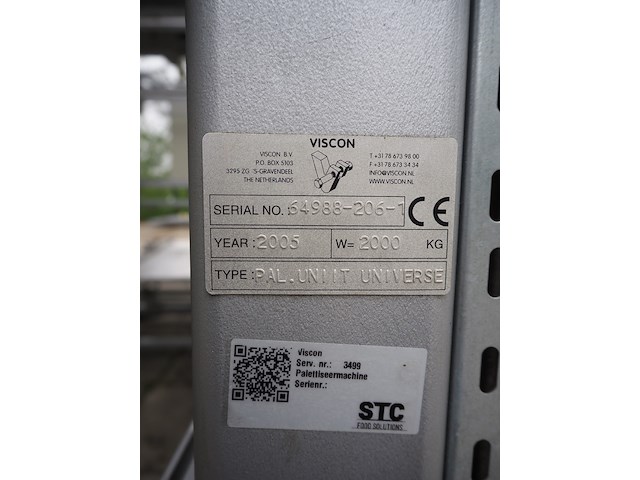 VISCON
VISCON B.V.
P.O. BOX 5103
3295 ZG 'S-GRAVENDEEL
THE NETHERLANDS
T +31 78 673 98 00
F +31 78 673 34 34
INFO@VISCON.NL
WWW.VISCON.NL
SERIAL NO. : 64988-206-1 CE
YEAR : 2005 W= 2000 KG
TYPE : PAL.UNIIT UNIVERSE
Viscon
Serv. nr.: 3499
Palettiseermachine
Serienr.:
STC
FOOD SOLUTIONS